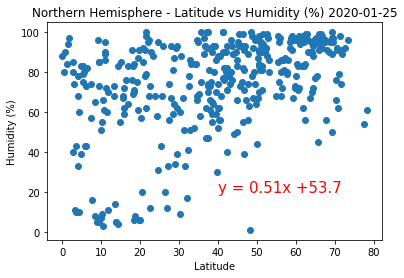 Northern Hemisphere - Latitude vs Humidity (%) 2020-01-25
100
80
60
40
20
0
Humidity (%)
y = 0.51x +53.7
0 10 20 30 40 50 60 70 80
Latitude